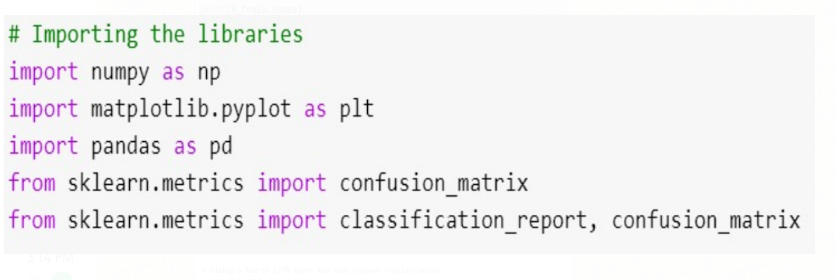 # Importing the libraries
import numpy as np
import matplotlib.pyplot as plt
import pandas as pd
from sklearn.metrics import confusion_matrix
from sklearn.metrics import classification_report, confusion_matrix